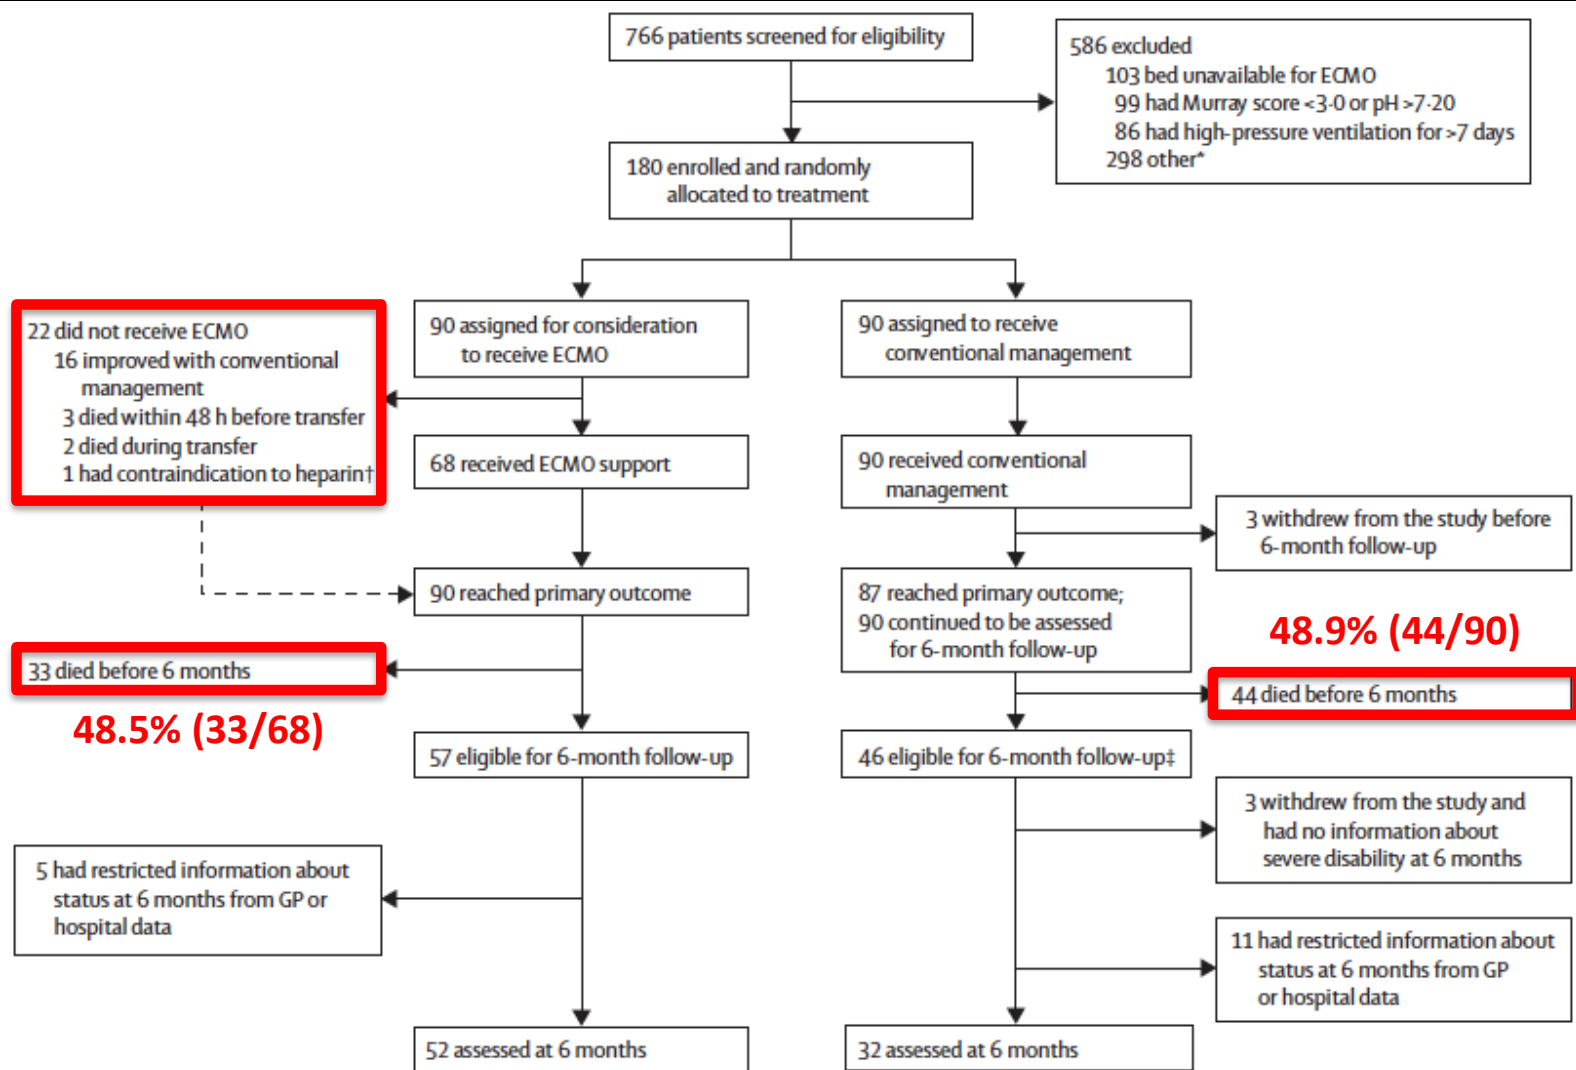 766 patients screened for eligibility
586 excluded
103 bed unavailable for ECMO
99 had Murray score <3·0 or pH >7·20
86 had high-pressure ventilation for >7 days
298 other*
180 enrolled and randomly
allocated to treatment
22 did not receive ECMO
16 improved with conventional
management
3 died within 48 h before transfer
2 died during transfer
1 had contraindication to heparin†
90 assigned for consideration
to receive ECMO
90 assigned to receive
conventional management
68 received ECMO support
90 received conventional
management
3 withdrew from the study before
6-month follow-up
90 reached primary outcome
87 reached primary outcome;
90 continued to be assessed
for 6-month follow-up
48.9% (44/90)
33 died before 6 months
44 died before 6 months
48.5% (33/68)
57 eligible for 6-month follow-up
46 eligible for 6-month follow-up‡
3 withdrew from the study and
had no information about
severe disability at 6 months
5 had restricted information about
status at 6 months from GP or
hospital data
11 had restricted information about
status at 6 months from GP
or hospital data
52 assessed at 6 months
32 assessed at 6 months